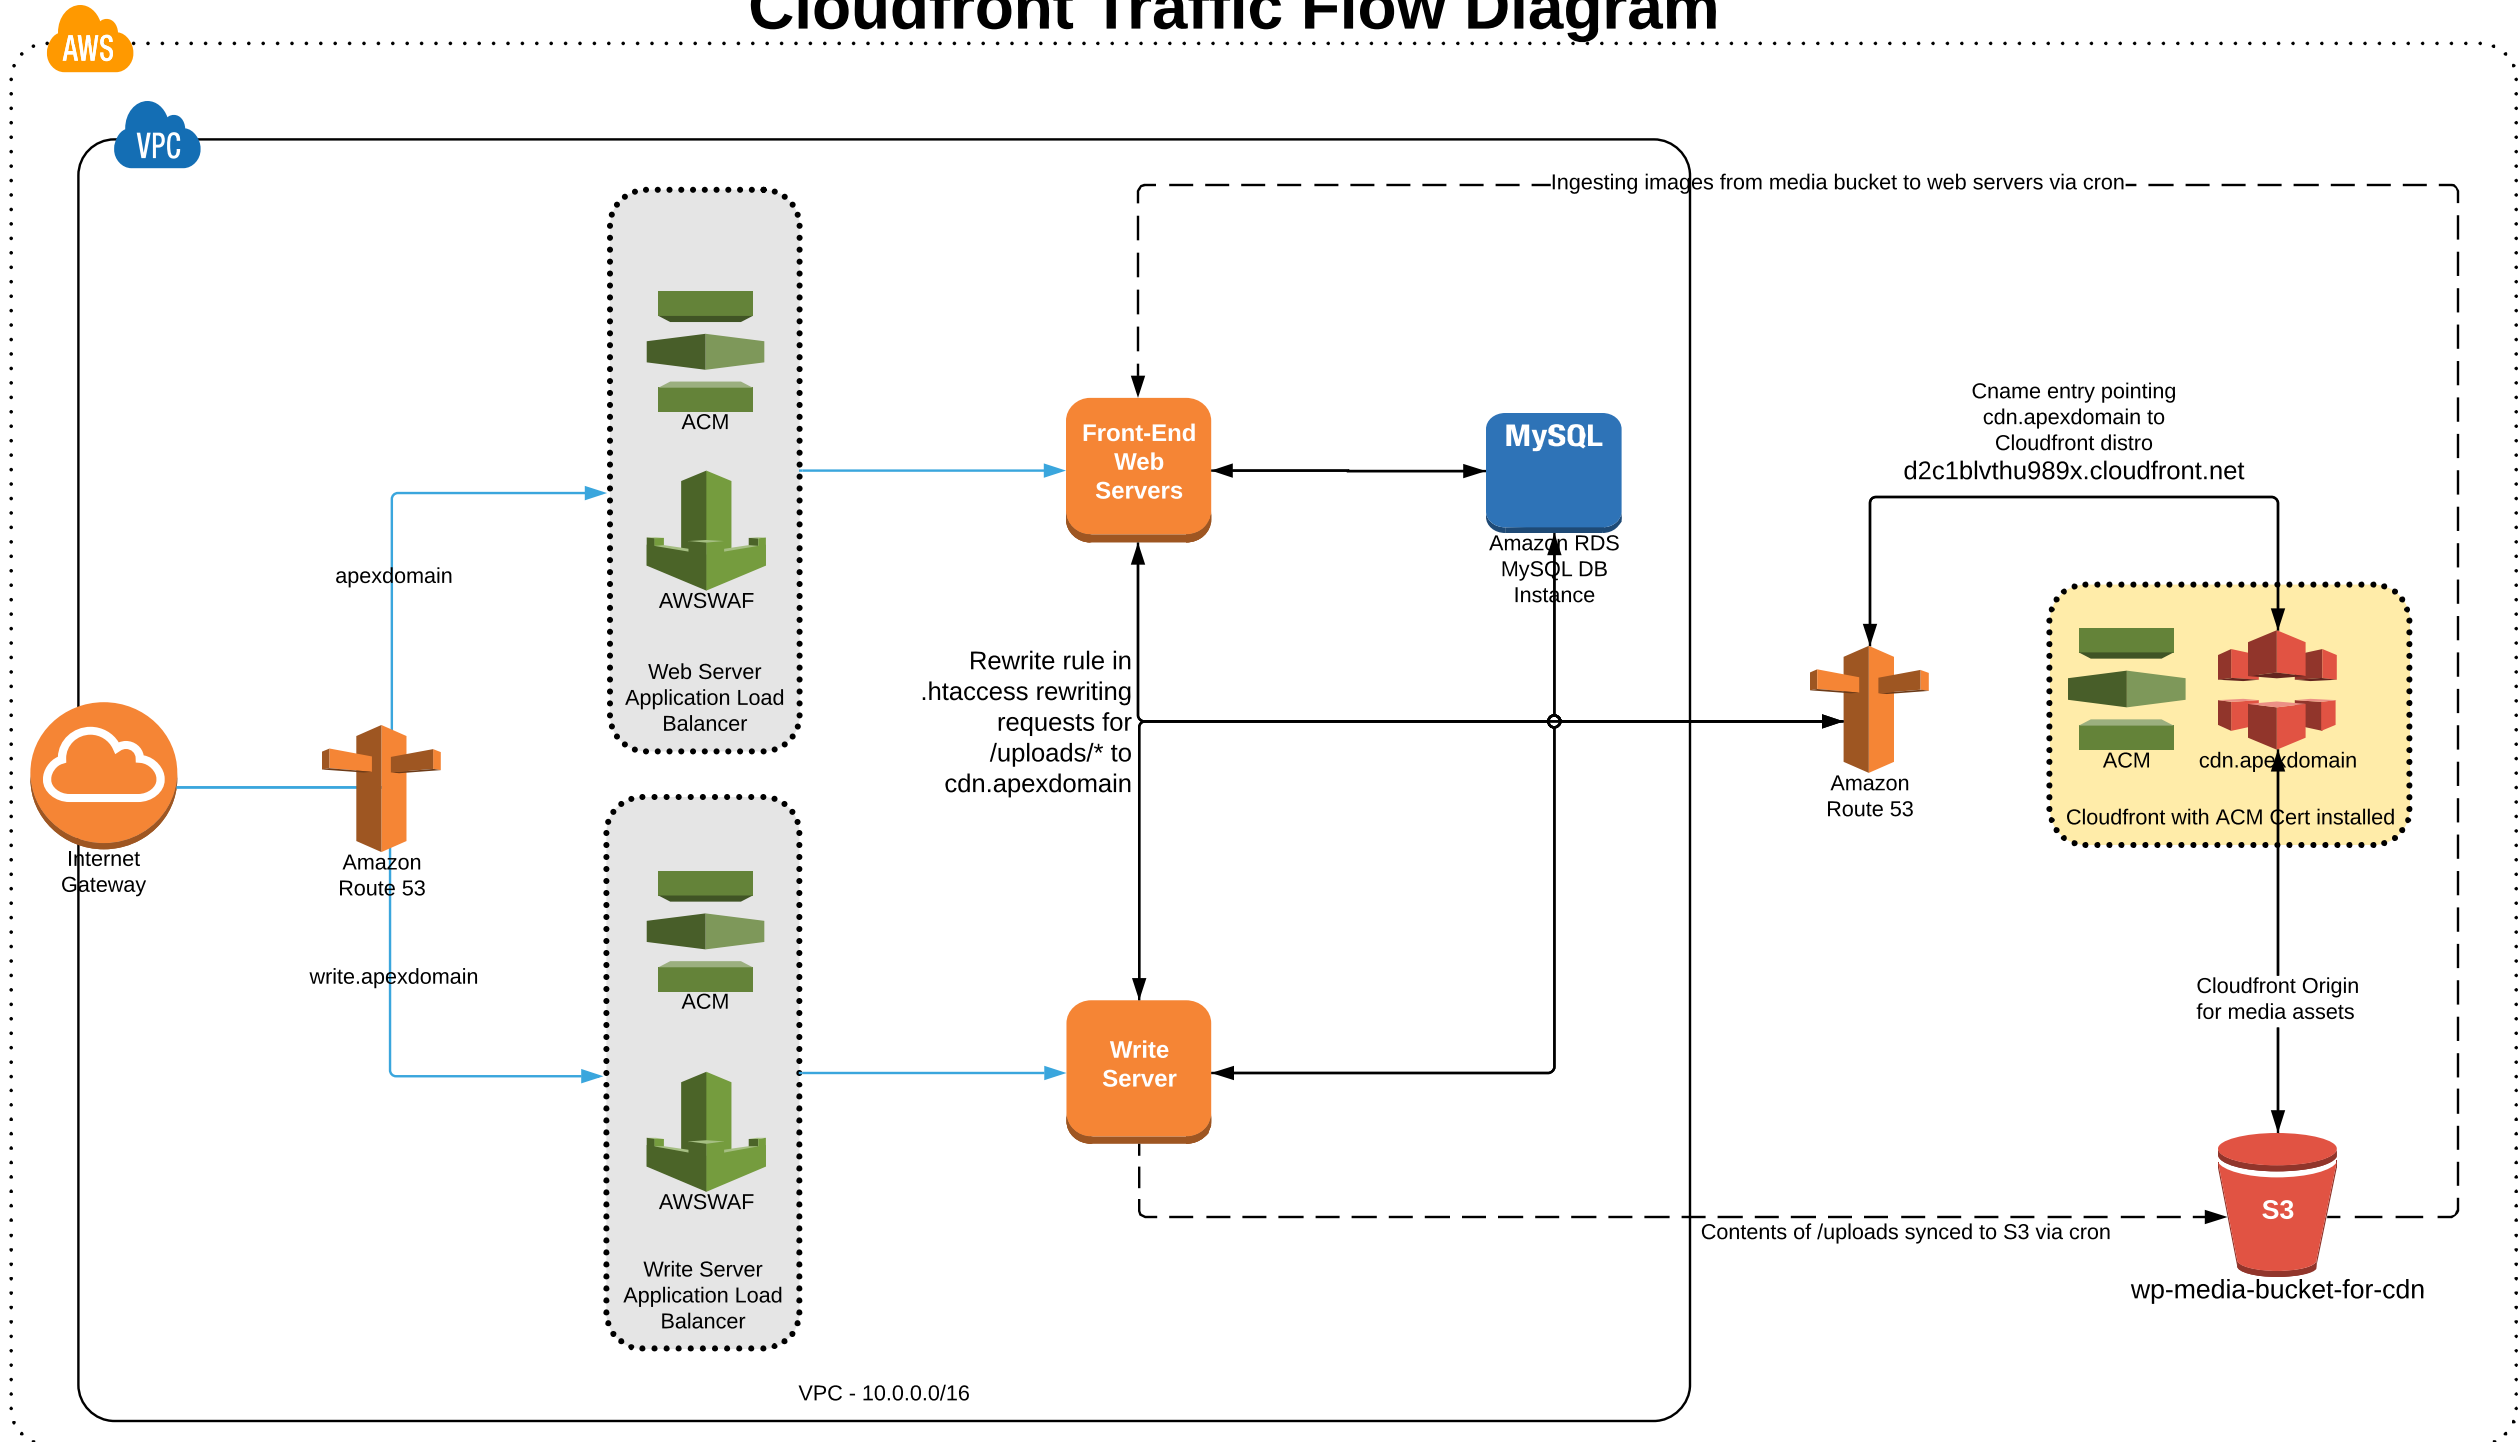 Cloudfront Traffic Flow Diagram
AWS
VPC
Ingesting images from media bucket to web servers via cron
ACM
AWSWAF
Web Server
Application Load
Balancer
apexdomain
Front-End
Web
Servers
MySQL
Amazon RDS
MySQL DB
Instance
Cname entry pointing
cdn.apexdomain to
Cloudfront distro
d2c1blvthu989x.cloudfront.net
Rewrite rule in
.htaccess rewriting
requests for
/uploads/* to
cdn.apexdomain
Internet
Gateway
Amazon
Route 53
Amazon
Route 53
ACM
cdn.apexdomain
Cloudfront with ACM Cert installed
write.apexdomain
ACM
AWSWAF
Write Server
Application Load
Balancer
Write
Server
Cloudfront Origin
for media assets
S3
Contents of /uploads synced to S3 via cron
wp-media-bucket-for-cdn
VPC - 10.0.0.0/16